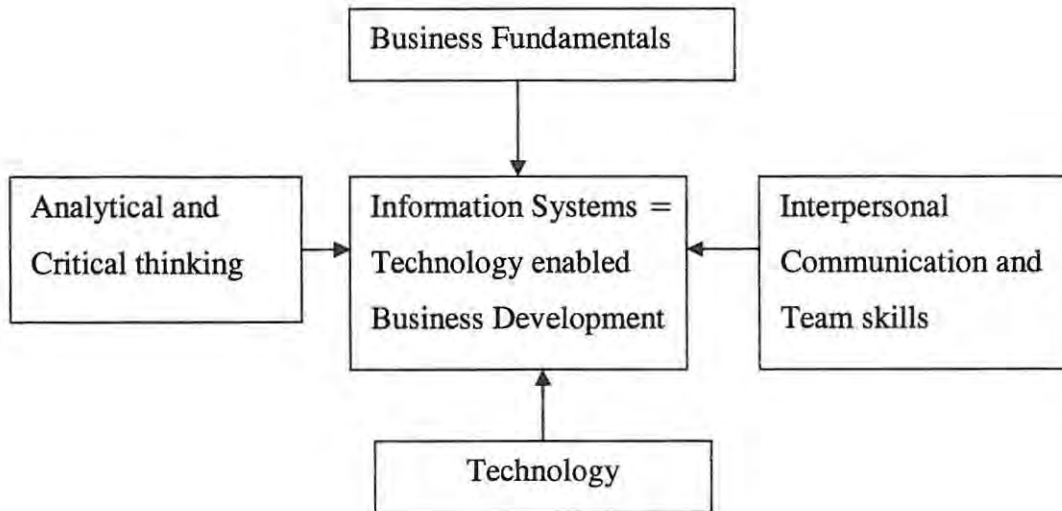 Business Fundamentals
Analytical and
Critical thinking
Information Systems =
Technology enabled
Business Development
Interpersonal
Communication and
Team skills
Technology